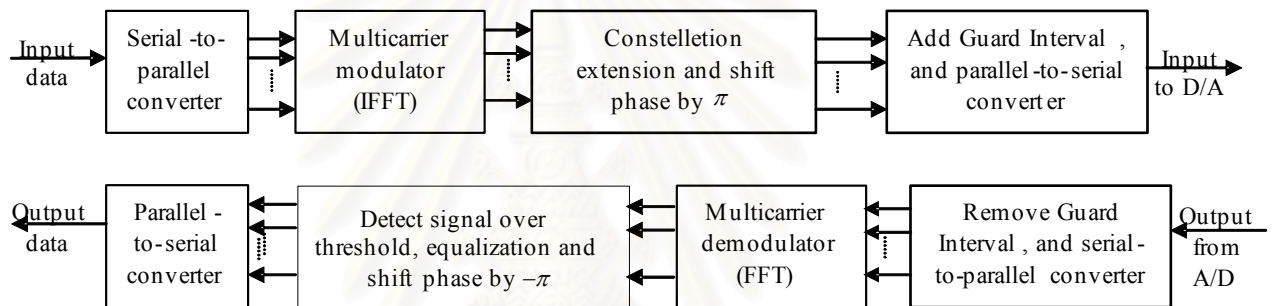 Input
data
Serial -to-
parallel
converter
Multicarrier
modulator
(IFFT)
Constelletion
extension and shift
phase by π
Add Guard Interval ,
and parallel-to-serial
converter
Input
to D/A
Output
data
Parallel -
to-serial
converter
Detect signal over
threshold, equalization and
shift phase by −π
Multicarrier
demodulator
(FFT)
Remove Guard
Interval , and serial-
to-parallel converter
Output
from
A/D